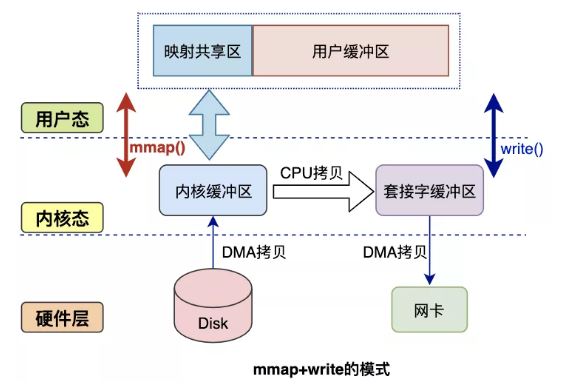 映射共享区
用户缓冲区
用户态
mmap()
write()
CPU拷贝
内核缓冲区
套接字缓冲区
内核态
DMA拷贝
DMA拷贝
硬件层
Disk
网卡
mmap+write的模式